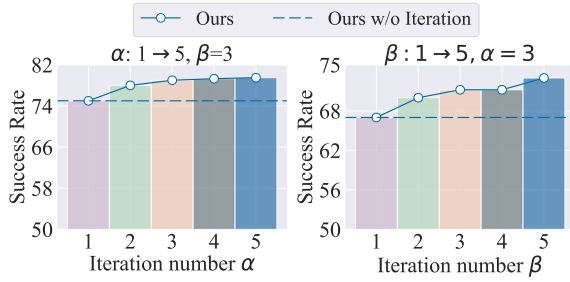 Ours
Ours w/o Iteration
α: 1 → 5, β=3
β : 1 → 5, α = 3
Success Rate
82
74
66
58
50
1 2 3 4 5
Iteration number α
Success Rate
75
68
62
56
50
1 2 3 4 5
Iteration number β